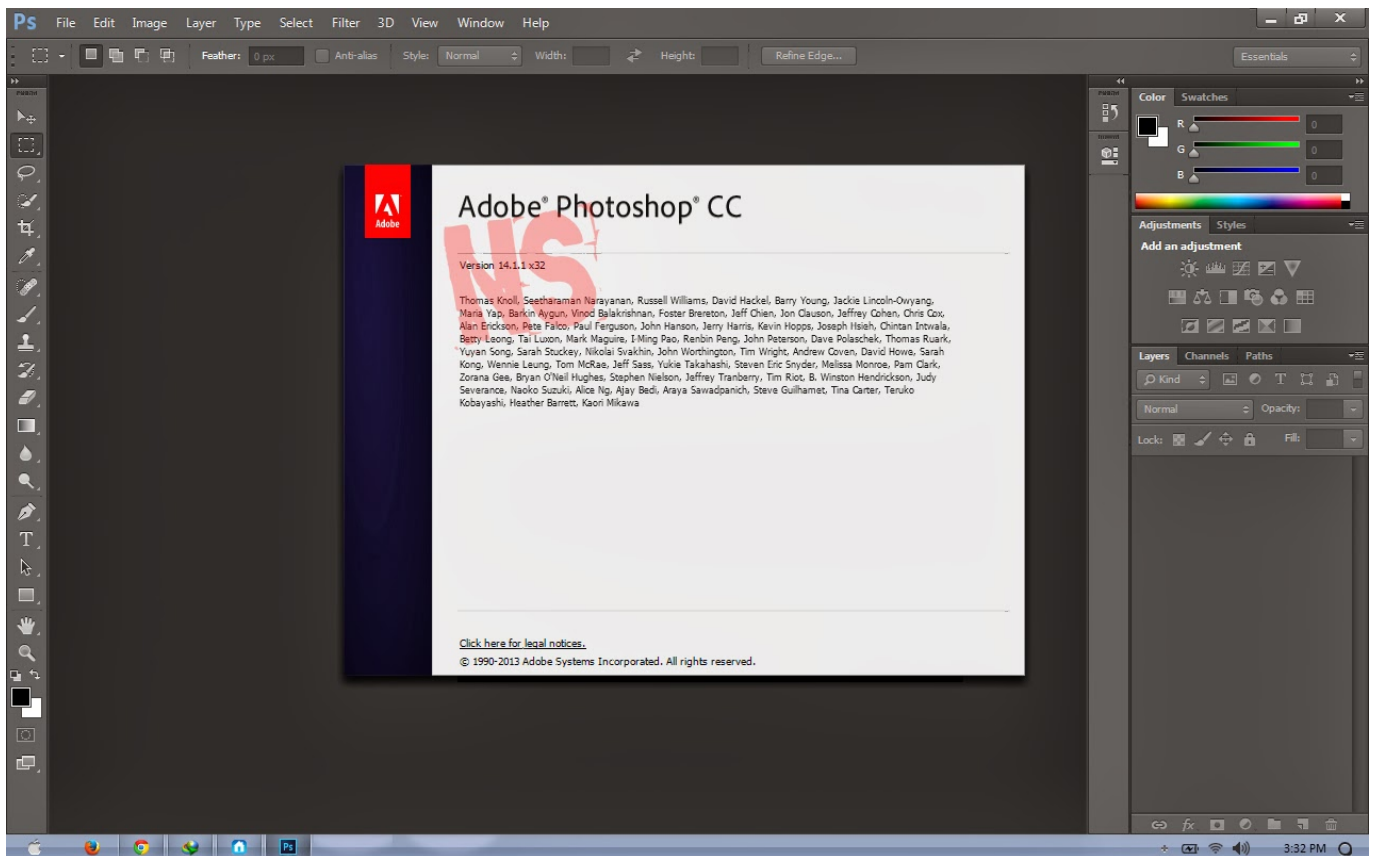 Ps File Edit Image Layer Type Select Filter 3D View Window Help
Feather: 0 px Anti-alias Style: Normal Width: Height: Refine Edge... Essentials
Color Swatches
R 0
G 0
B 0
Adjustments Styles
Add an adjustment
Layers Channels Paths
Kind T
Normal Opacity:
Lock: Fill:
fx
Adobe
Adobe® Photoshop® CC
NS
Version 14.1.1 x32
Thomas Knoll, Seetharaman Narayanan, Russell Williams, David Hackel, Barry Young, Jackie Lincoln-Owyang,
Maria Yap, Barkin Aygun, Vinod Balakrishnan, Foster Brereton, Jeff Chien, Jon Clauson, Jeffrey Cohen, Chris Cox,
Alan Erickson, Pete Falco, Paul Ferguson, John Hanson, Jerry Harris, Kevin Hopps, Joseph Hsieh, Chintan Intwala,
Betty Leong, Tai Luxon, Mark Maguire, I-Ming Pao, Renbin Peng, John Peterson, Dave Polaschek, Thomas Ruark,
Yuyan Song, Sarah Stuckey, Nikolai Svakhin, John Worthington, Tim Wright, Andrew Coven, David Howe, Sarah
Kong, Wennie Leung, Tom McRae, Jeff Sass, Yukie Takahashi, Steven Eric Snyder, Melissa Monroe, Pam Clark,
Zorana Gee, Bryan O'Neil Hughes, Stephen Nielson, Jeffrey Tranberry, Tim Riot, B. Winston Hendrickson, Judy
Severance, Naoko Suzuki, Alice Ng, Ajay Bedi, Araya Sawadpanich, Steve Guilhamet, Tina Carter, Teruko
Kobayashi, Heather Barrett, Kaori Mikawa
Click here for legal notices.
© 1990-2013 Adobe Systems Incorporated. All rights reserved.
Ps
3:32 PM